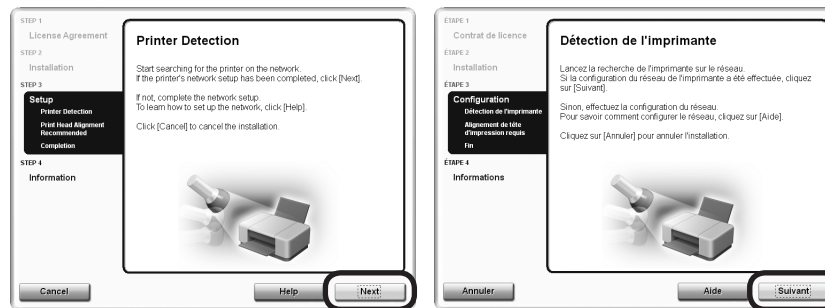 STEP 1
License Agreement
STEP 2
Installation
STEP 3
Setup
Printer Detection
Print Head Alignment
Recommended
Completion
STEP 4
Information
Printer Detection
Start searching for the printer on the network.
If the printer's network setup has been completed, click [Next].
If not, complete the network setup.
To learn how to set up the network, click [Help].
Click [Cancel] to cancel the installation.
Cancel
Help
Next
ÉTAPE 1
Contrat de licence
ÉTAPE 2
Installation
ÉTAPE 3
Configuration
Détection de l'imprimante
Alignement de tête
d'impression requis
Fin
ÉTAPE 4
Informations
Détection de l'imprimante
Lancez la recherche de l'imprimante sur le réseau.
Si la configuration du réseau de l'imprimante a été effectuée, cliquez
sur [Suivant].
Sinon, effectuez la configuration du réseau.
Pour savoir comment configurer le réseau, cliquez sur [Aide].
Cliquez sur [Annuler] pour annuler l'installation.
Annuler
Aide
Suivant